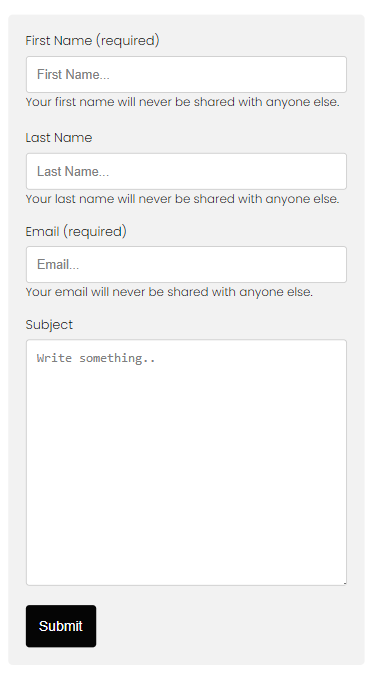 First Name (required)
First Name...
Your first name will never be shared with anyone else.
Last Name
Last Name...
Your last name will never be shared with anyone else.
Email (required)
Email...
Your email will never be shared with anyone else.
Subject
Write something..
Submit